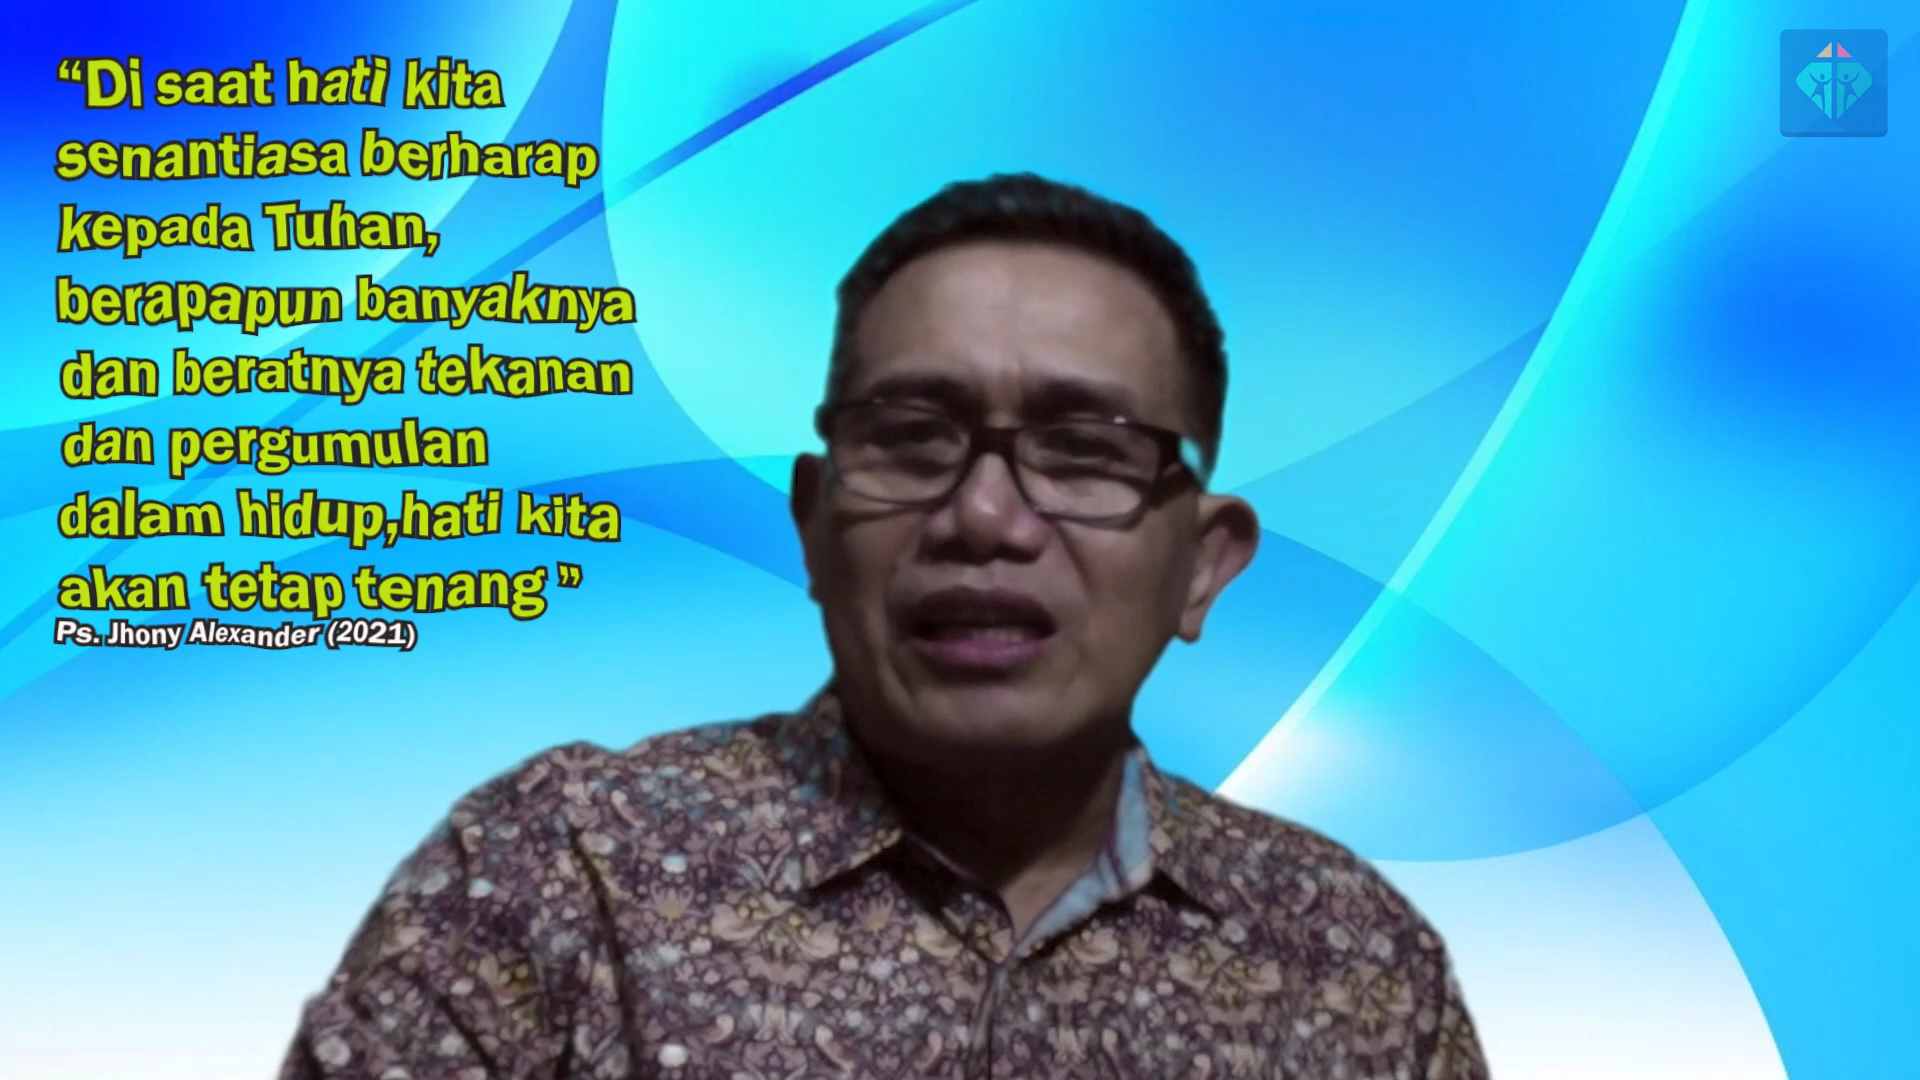 “Di saat hati kita
senantiasa berharap
kepada Tuhan,
berapapun banyaknya
dan beratnya tekanan
dan pergumulan
dalam hidup,hati kita
akan tetap tenang ”
Ps. Jhony Alexander (2021)